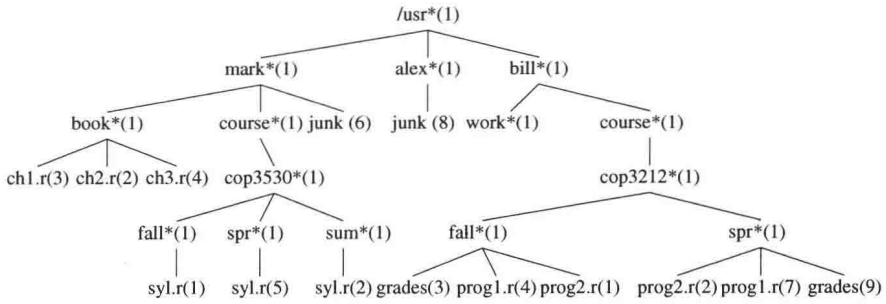 /usr*(1)
mark*(1) alex*(1) bill*(1)
book*(1) course*(1) junk (6) junk (8) work*(1) course*(1)
ch1.r(3) ch2.r(2) ch3.r(4) cop3530*(1) cop3212*(1)
fall*(1) spr*(1) sum*(1) fall*(1) spr*(1)
syl.r(1) syl.r(5) syl.r(2) grades(3) prog1.r(4) prog2.r(1) prog2.r(2) prog1.r(7) grades(9)